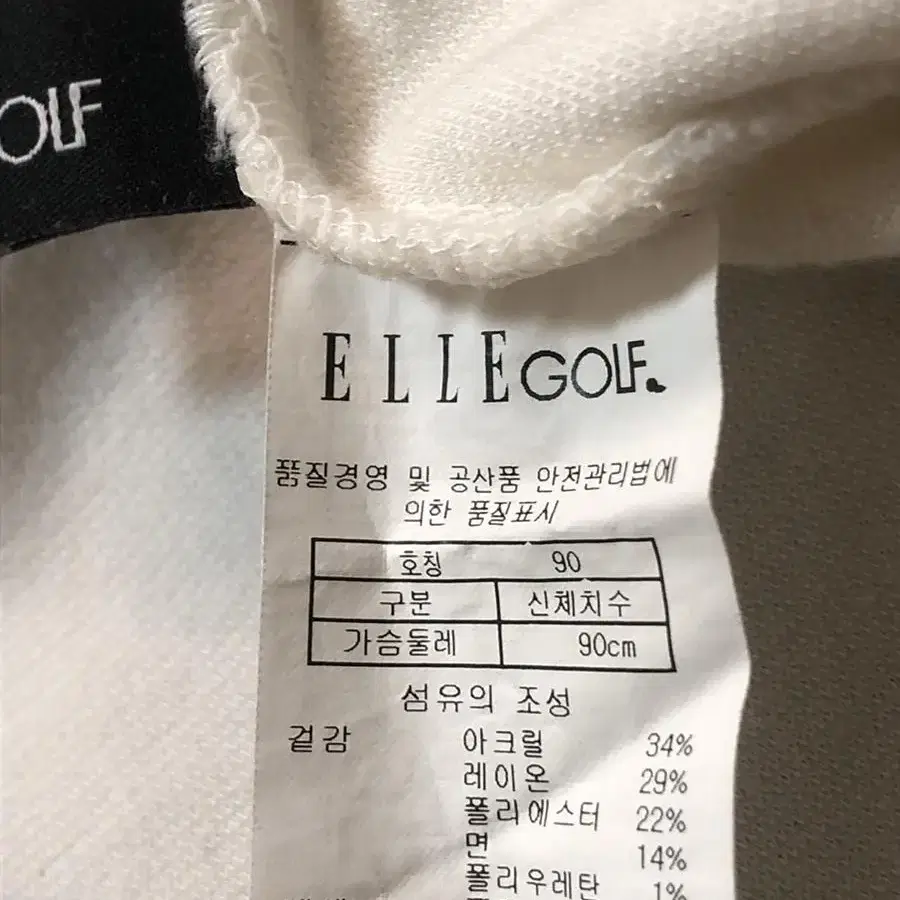 OLF
ELLE GOLF
품질경영 및 공산품 안전관리법에
의한 품질표시
호칭 90
구분 신체치수
가슴둘레 90cm
섬유의 조성
겉감 아크릴 34%
레이온 29%
폴리에스터 22%
면 14%
폴리우레탄 1%